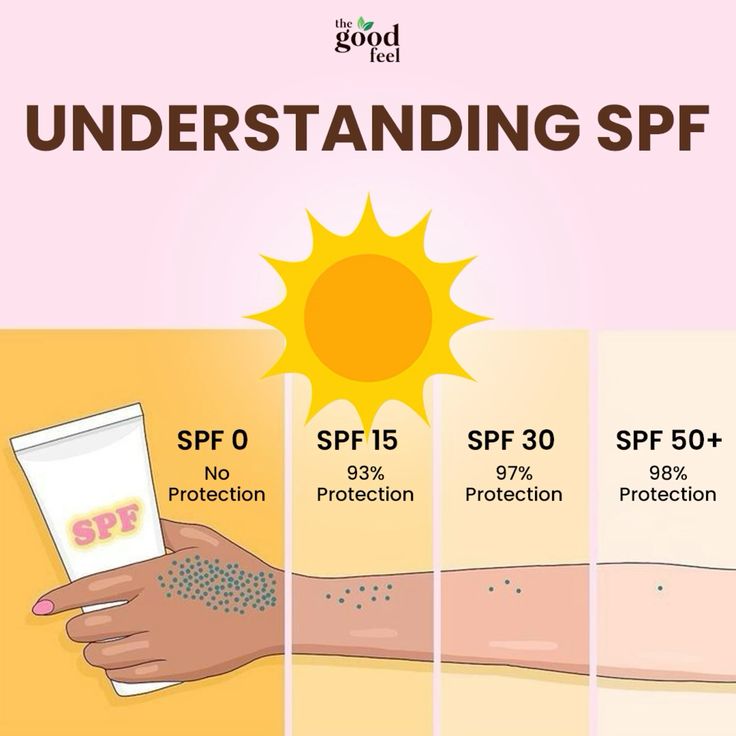 the
good
feel
UNDERSTANDING SPF
SPF 0
No
Protection
SPF 15
93%
Protection
SPF 30
97%
Protection
SPF 50+
98%
Protection
SPF